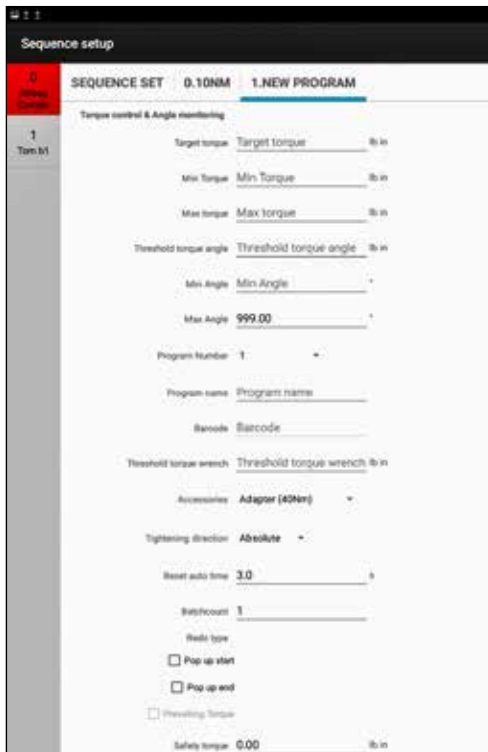 Sequence setup
0
SEQUENCE SET 0.10NM 1.NEW PROGRAM
1
Torque control & Angle monitoring
Target torque Target torque lb in
Min Torque Min Torque lb in
Max torque Max torque lb in
Threshold torque angle Threshold torque angle lb in
Min Angle Min Angle °
Max Angle 999.00 °
Program Number 1
Program name Program name
Barcode Barcode
Threshold torque wrench Threshold torque wrench lb in
Accessories Adapter (40Nm)
Tightening direction Absolute
Reset auto time 3.0 s
Batchcount 1
Redo type
Pop up start
Pop up end
Prevailing Torque
Safety torque 0.00 lb in